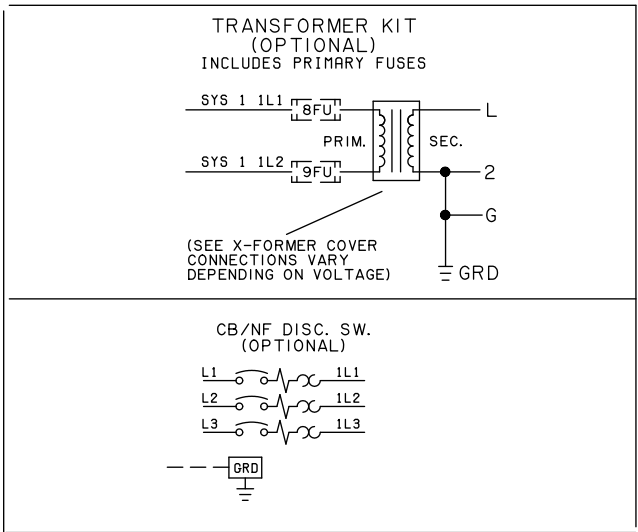 TRANSFORMER KIT
(OPTIONAL)
INCLUDES PRIMARY FUSES
SYS 1 1L1
8FU
L
PRIM.
SEC.
SYS 1 1L2
9FU
2
G
(SEE X-FORMER COVER
CONNECTIONS VARY
DEPENDING ON VOLTAGE)
GRD
CB/NF DISC. SW.
(OPTIONAL)
L1 1L1
L2 1L2
L3 1L3
GRD